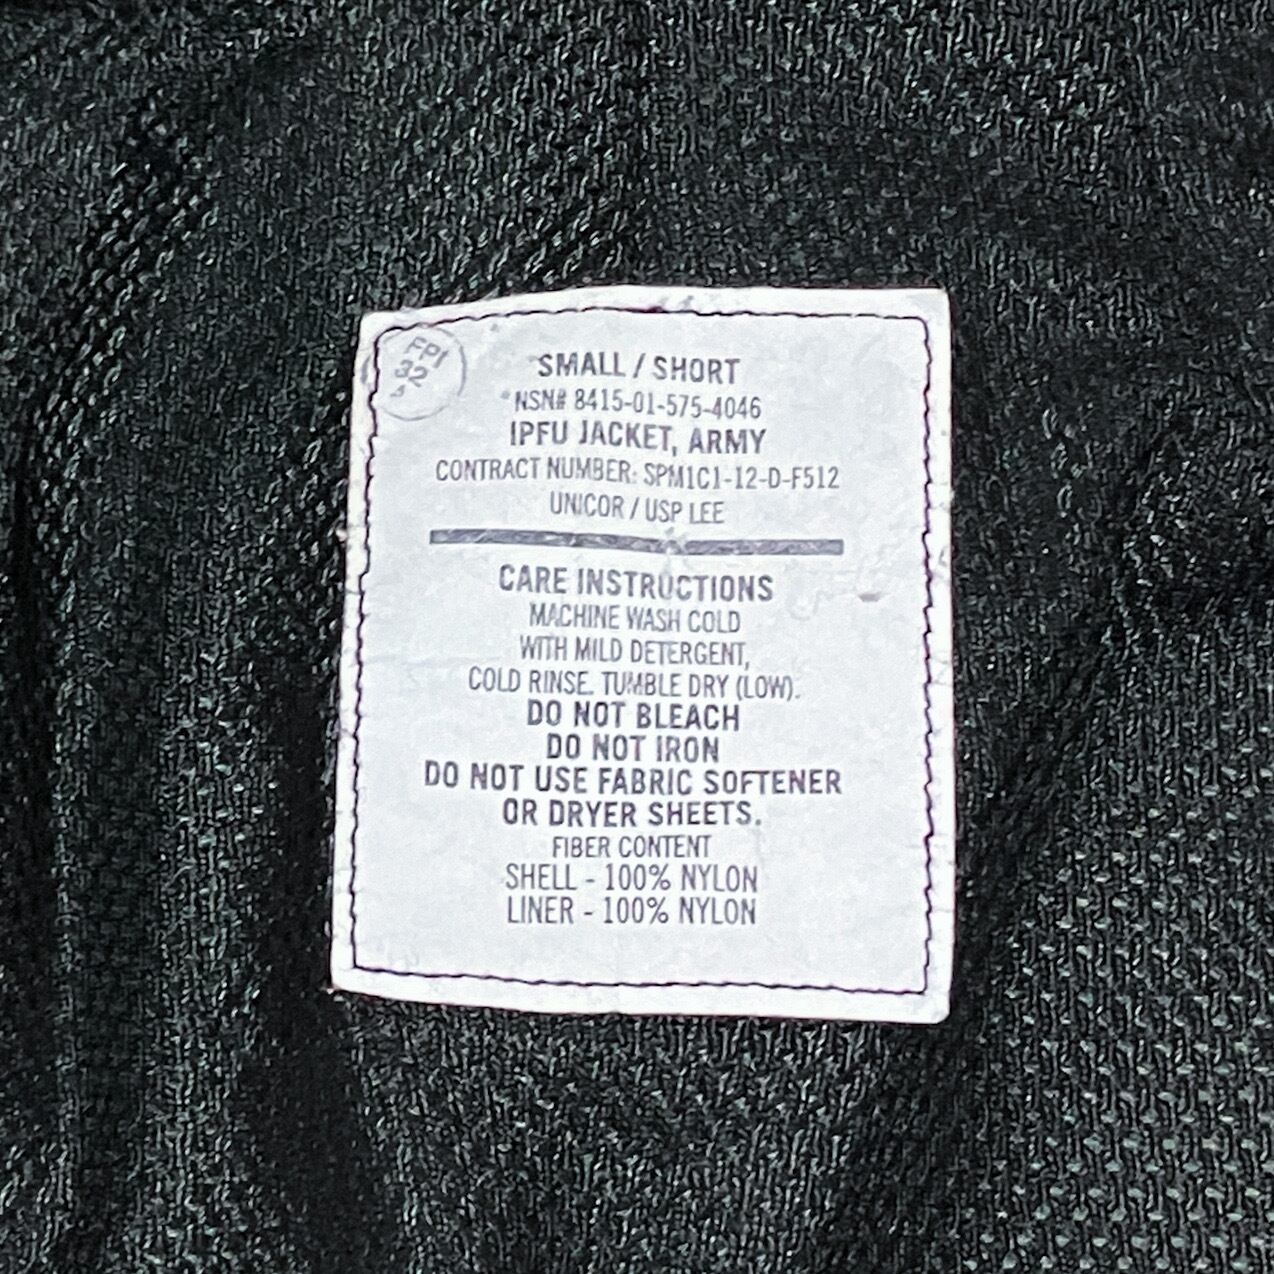 FPI
32
SMALL / SHORT
NSN# 8415-01-575-4046
IPFU JACKET, ARMY
CONTRACT NUMBER: SPM1C1-12-D-F512
UNICOR / USP LEE
CARE INSTRUCTIONS
MACHINE WASH COLD
WITH MILD DETERGENT,
COLD RINSE. TUMBLE DRY (LOW).
DO NOT BLEACH
DO NOT IRON
DO NOT USE FABRIC SOFTENER
OR DRYER SHEETS.
FIBER CONTENT
SHELL - 100% NYLON
LINER - 100% NYLON